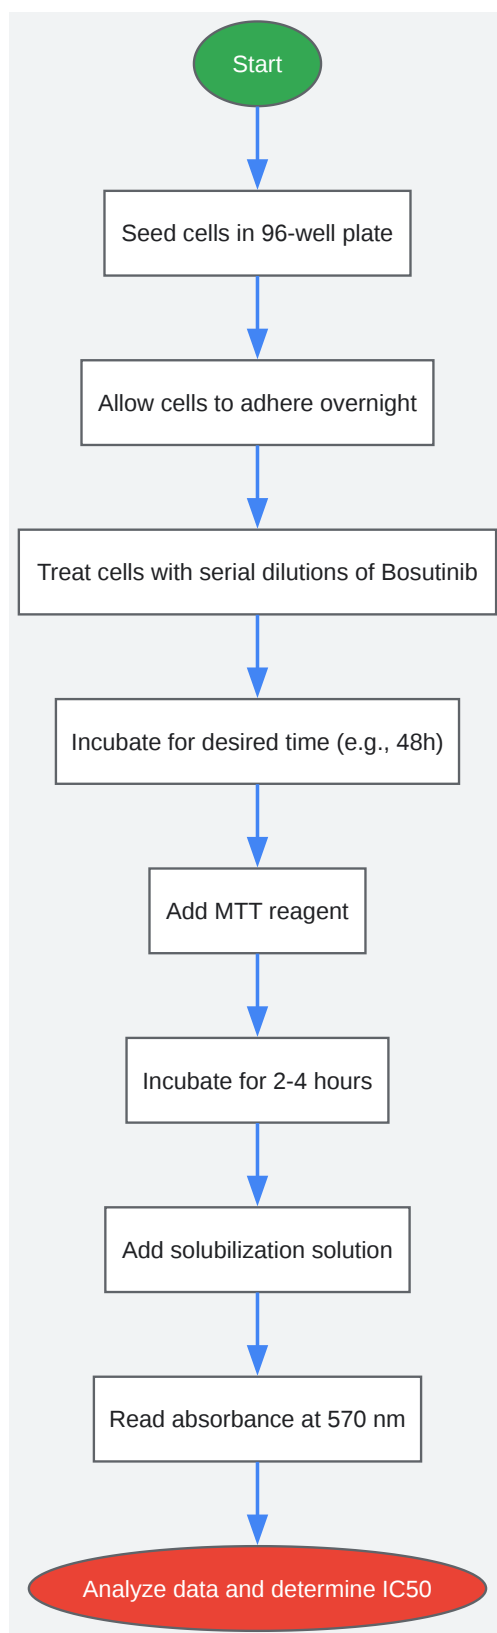 Start
Seed cells in 96-well plate
Allow cells to adhere overnight
Treat cells with serial dilutions of Bosutinib
Incubate for desired time (e.g., 48h)
Add MTT reagent
Incubate for 2-4 hours
Add solubilization solution
Read absorbance at 570 nm
Analyze data and determine IC50